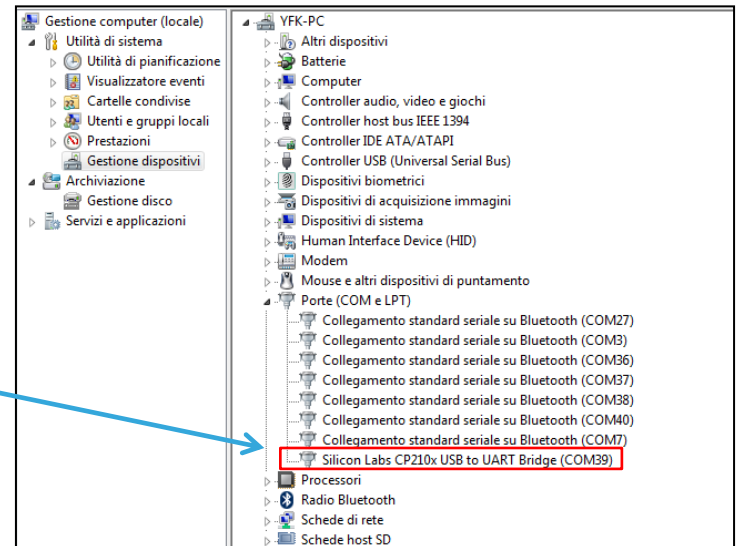 Gestione computer (locale)
Utilità di sistema
Utilità di pianificazione
Visualizzatore eventi
Cartelle condivise
Utenti e gruppi locali
Prestazioni
Gestione dispositivi
Archiviazione
Gestione disco
Servizi e applicazioni
YFK-PC
Altri dispositivi
Batterie
Computer
Controller audio, video e giochi
Controller host bus IEEE 1394
Controller IDE ATA/ATAPI
Controller USB (Universal Serial Bus)
Dispositivi biometrici
Dispositivi di acquisizione immagini
Dispositivi di sistema
Human Interface Device (HID)
Modem
Mouse e altri dispositivi di puntamento
Porte (COM e LPT)
Collegamento standard seriale su Bluetooth (COM27)
Collegamento standard seriale su Bluetooth (COM3)
Collegamento standard seriale su Bluetooth (COM36)
Collegamento standard seriale su Bluetooth (COM37)
Collegamento standard seriale su Bluetooth (COM38)
Collegamento standard seriale su Bluetooth (COM40)
Collegamento standard seriale su Bluetooth (COM7)
Silicon Labs CP210x USB to UART Bridge (COM39)
Processori
Radio Bluetooth
Schede di rete
Schede host SD